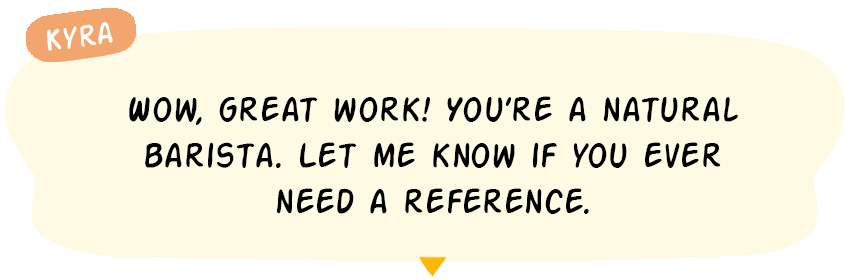 KYRA
WOW, GREAT WORK! YOU'RE A NATURAL
BARISTA. LET ME KNOW IF YOU EVER
NEED A REFERENCE.